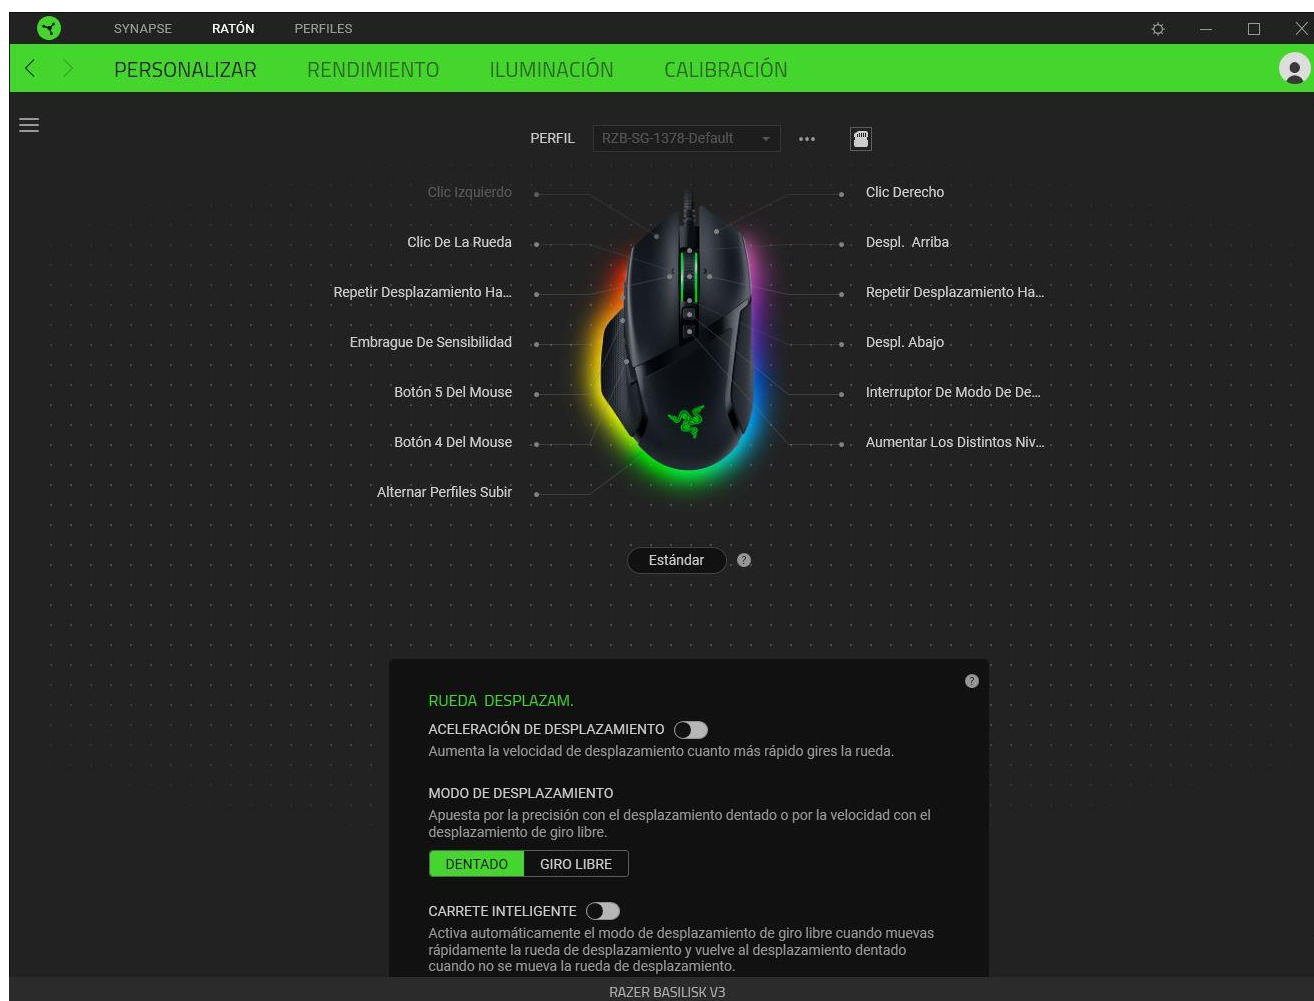 SYNAPSE RATÓN PERFILES
PERSONALIZAR RENDIMIENTO ILUMINACIÓN CALIBRACIÓN
PERFIL RZB-SG-1378-Default
Clic Izquierdo
Clic Derecho
Clic De La Rueda
Despl. Arriba
Repetir Desplazamiento Ha...
Repetir Desplazamiento Ha...
Embrague De Sensibilidad
Despl. Abajo
Botón 5 Del Mouse
Interruptor De Modo De De...
Botón 4 Del Mouse
Aumentar Los Distintos Niv...
Alternar Perfiles Subir
Estándar ?
?
RUEDA DESPLAZAM.
ACELERACIÓN DE DESPLAZAMIENTO
Aumenta la velocidad de desplazamiento cuanto más rápido gires la rueda.
MODO DE DESPLAZAMIENTO
Apuesta por la precisión con el desplazamiento dentado o por la velocidad con el
desplazamiento de giro libre.
DENTADO GIRO LIBRE
CARRETE INTELIGENTE
Activa automáticamente el modo de desplazamiento de giro libre cuando muevas
rápidamente la rueda de desplazamiento y vuelve al desplazamiento dentado
cuando no se mueva la rueda de desplazamiento.
RAZER BASILISK V3